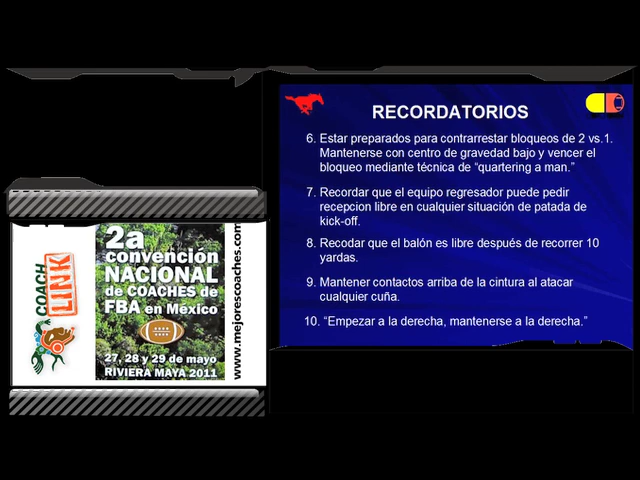 RECORDATORIOS
6. Estar preparados para contrarrestar bloqueos de 2 vs.1.
Mantenerse con centro de gravedad bajo y vencer el
bloqueo mediante técnica de “quartering a man.”
7. Recordar que el equipo regresador puede pedir
recepcion libre en cualquier situación de patada de
kick-off.
8. Recodar que el balón es libre después de recorrer 10
yardas.
9. Mantener contactos arriba de la cintura al atacar
cualquier cuña.
10. “Empezar a la derecha, mantenerse a la derecha.”
COACH
LINK
2a
convención
NACIONAL
de COACHES de
FBA en Mexico
27, 28 y 29 de mayo
RIVIERA MAYA 2011
www.mejorescoaches.com